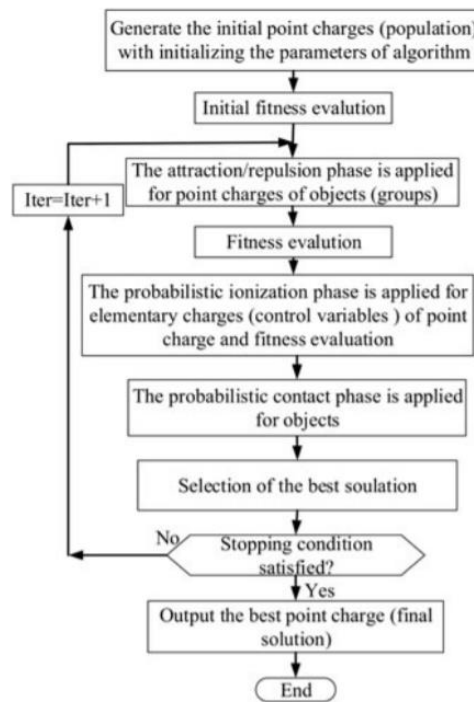 Generate the initial point charges (population)
with initializing the parameters of algorithm
Initial fitness evalution
The attraction/repulsion phase is applied
for point charges of objects (groups)
Iter=Iter+1
Fitness evalution
The probabilistic ionization phase is applied for
elementary charges (control variables ) of point
charge and fitness evaluation
The probabilistic contact phase is applied
for objects
Selection of the best soulation
No
Stopping condition
satisfied?
Yes
Output the best point charge (final
solution)
End